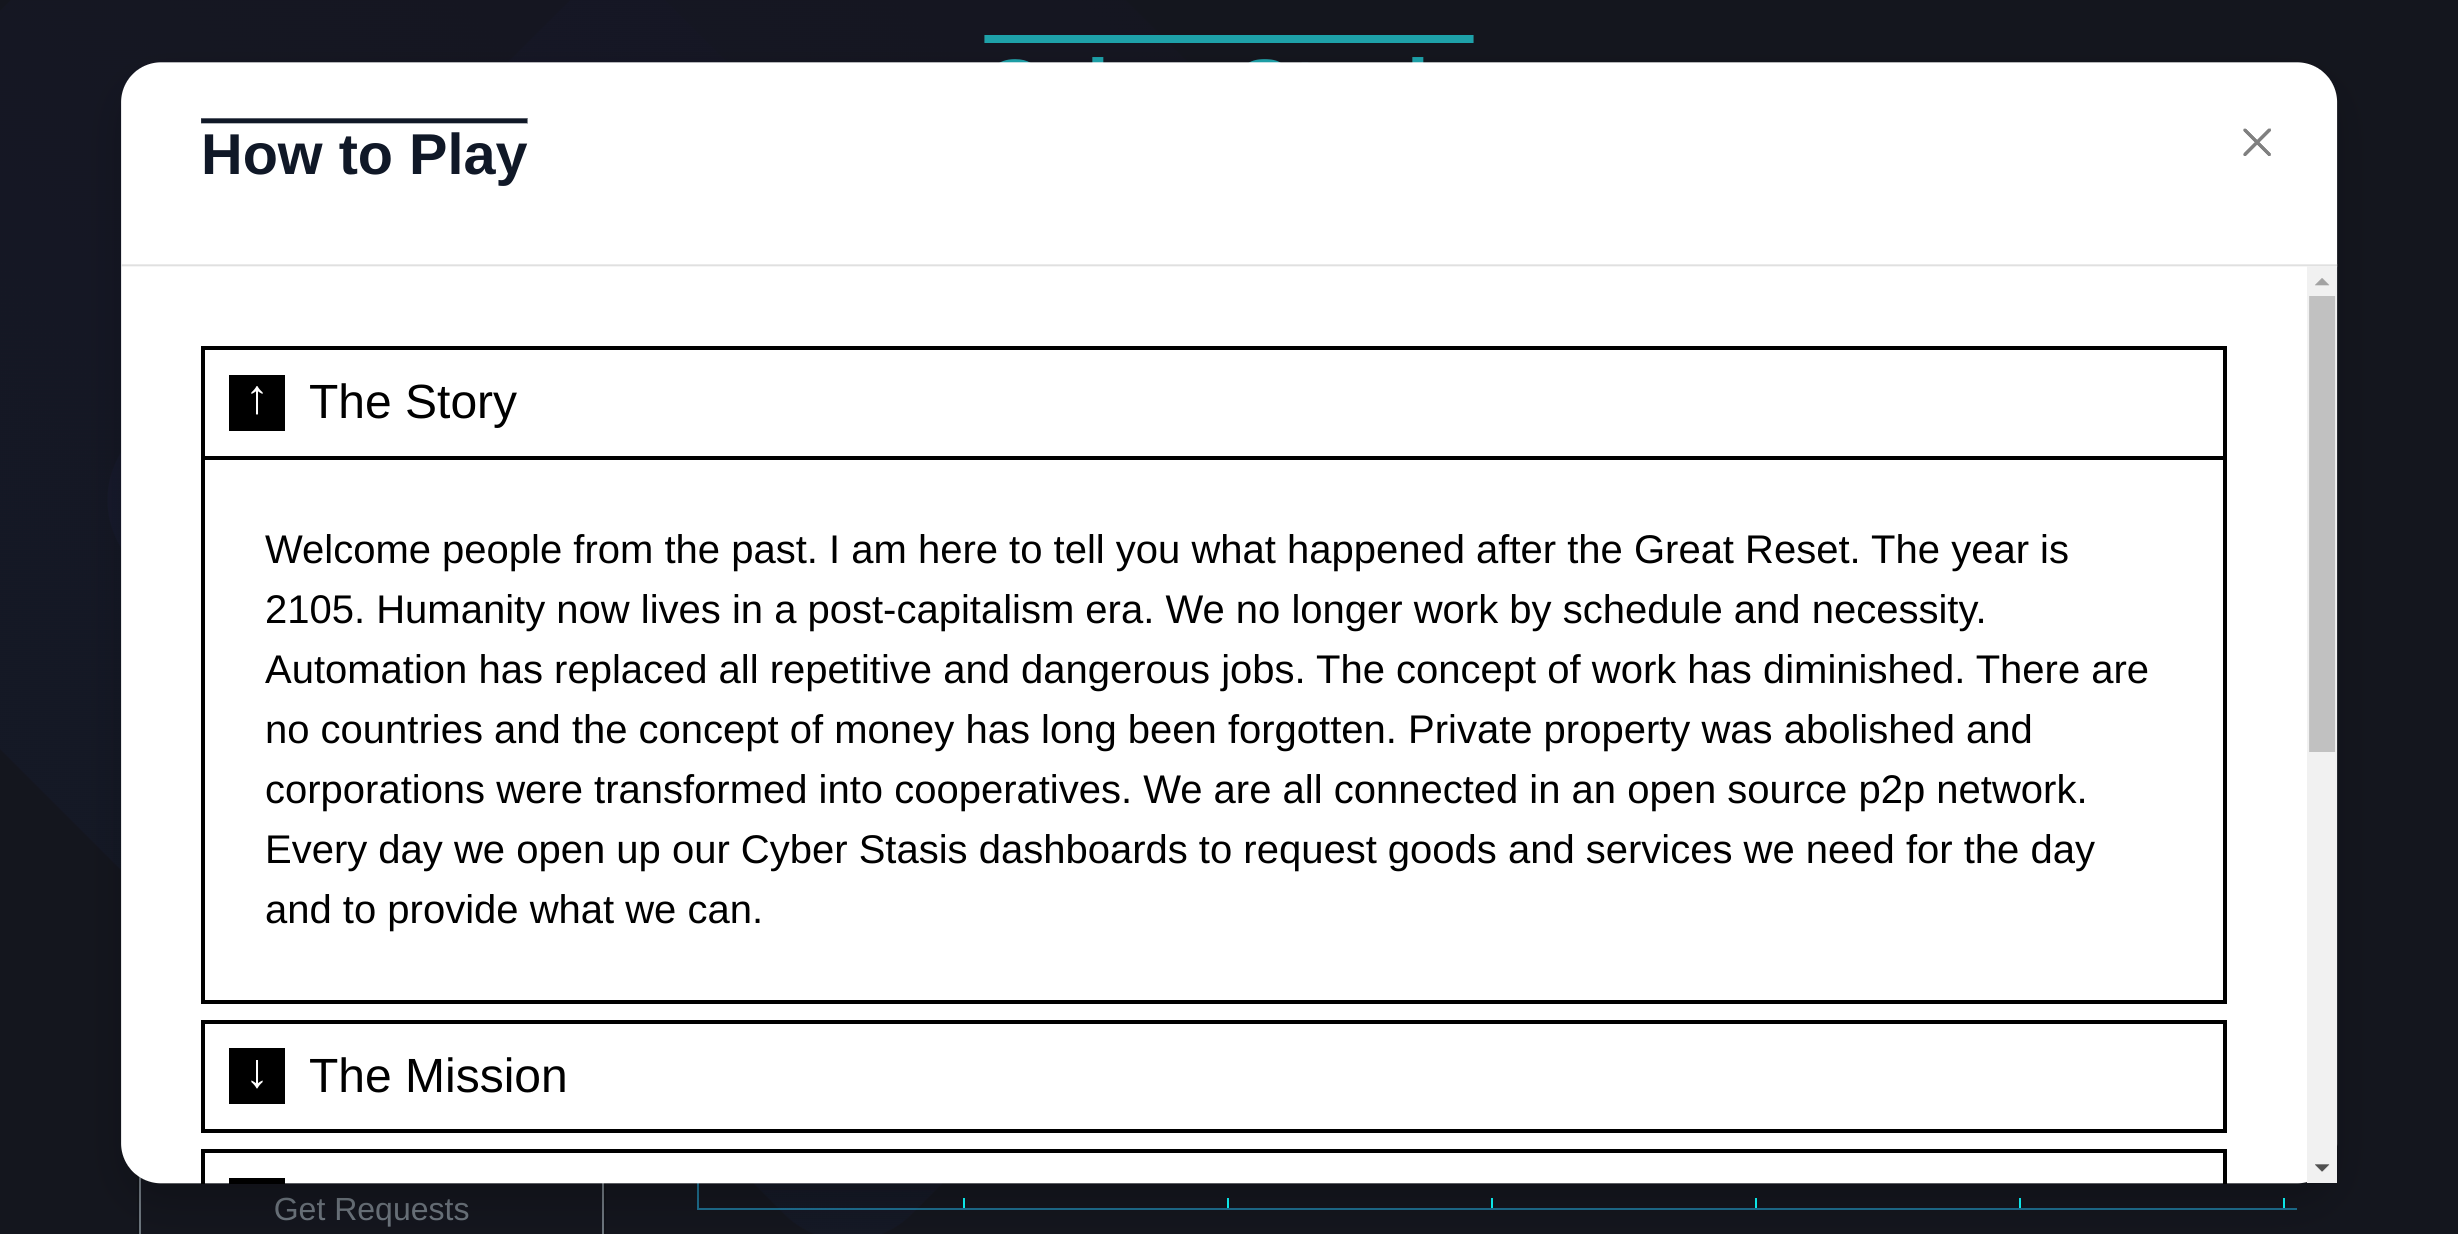 How to Play
↑ The Story
Welcome people from the past. I am here to tell you what happened after the Great Reset. The year is
2105. Humanity now lives in a post-capitalism era. We no longer work by schedule and necessity.
Automation has replaced all repetitive and dangerous jobs. The concept of work has diminished. There are
no countries and the concept of money has long been forgotten. Private property was abolished and
corporations were transformed into cooperatives. We are all connected in an open source p2p network.
Every day we open up our Cyber Stasis dashboards to request goods and services we need for the day
and to provide what we can.
↓ The Mission
Get Requests